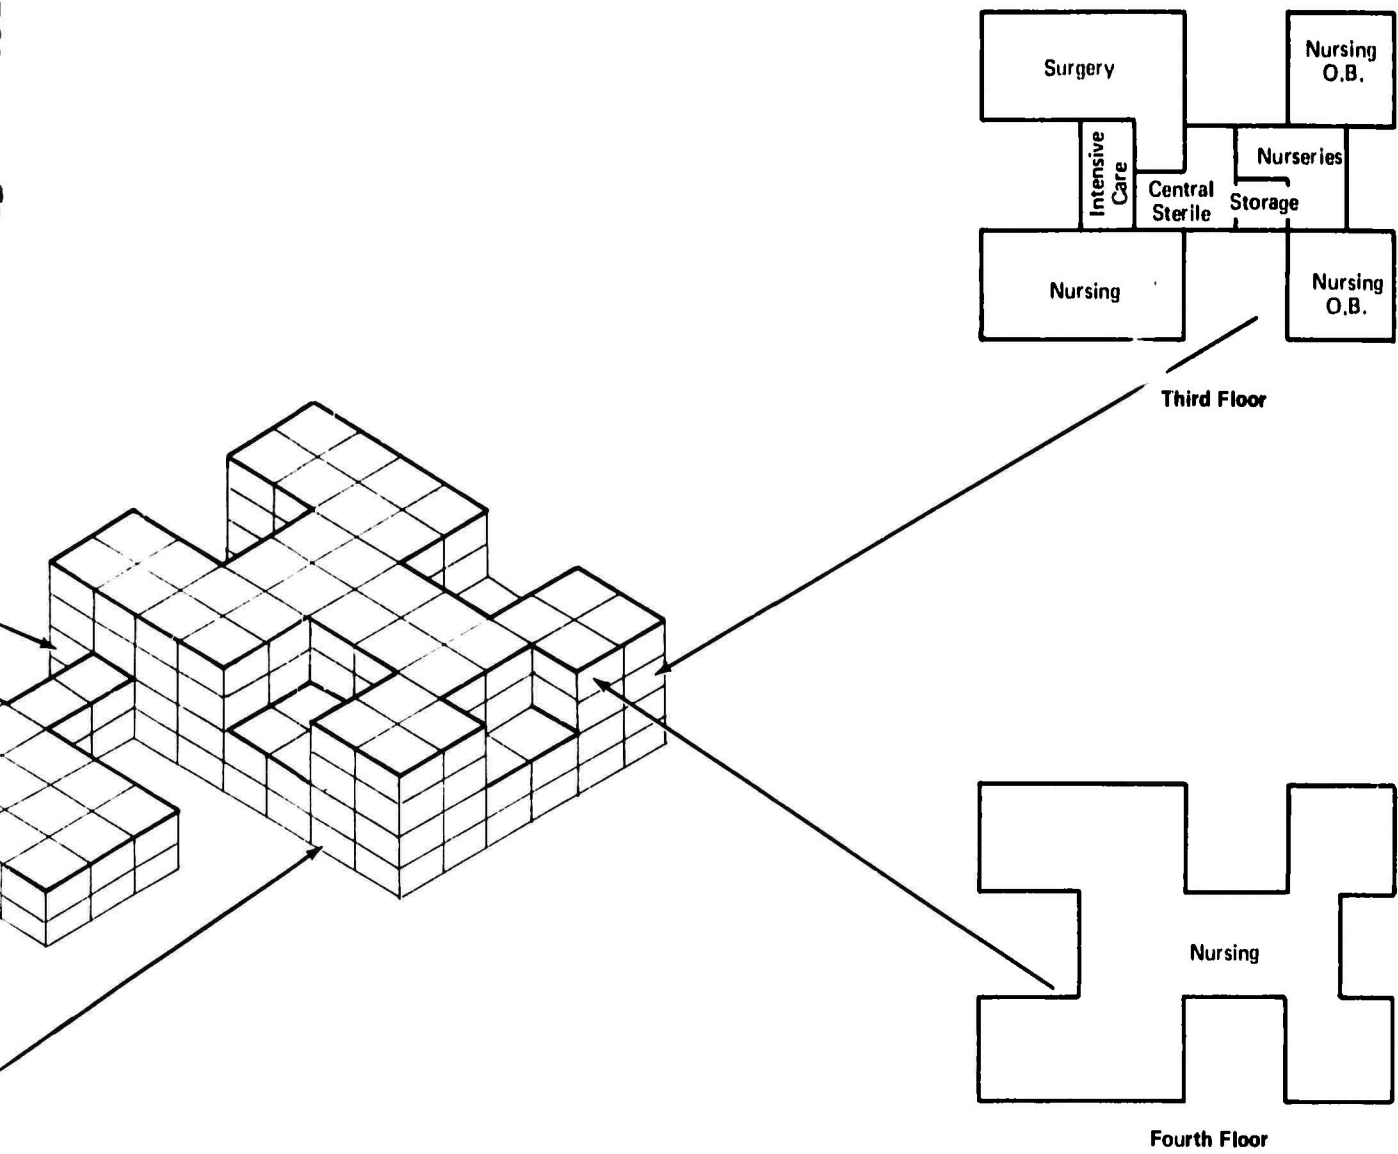 Surgery
Nursing
O.B.
Intensive
Care
Nurseries
Central
Sterile
Storage
Nursing
Nursing
O.B.
Third Floor
Nursing
Fourth Floor